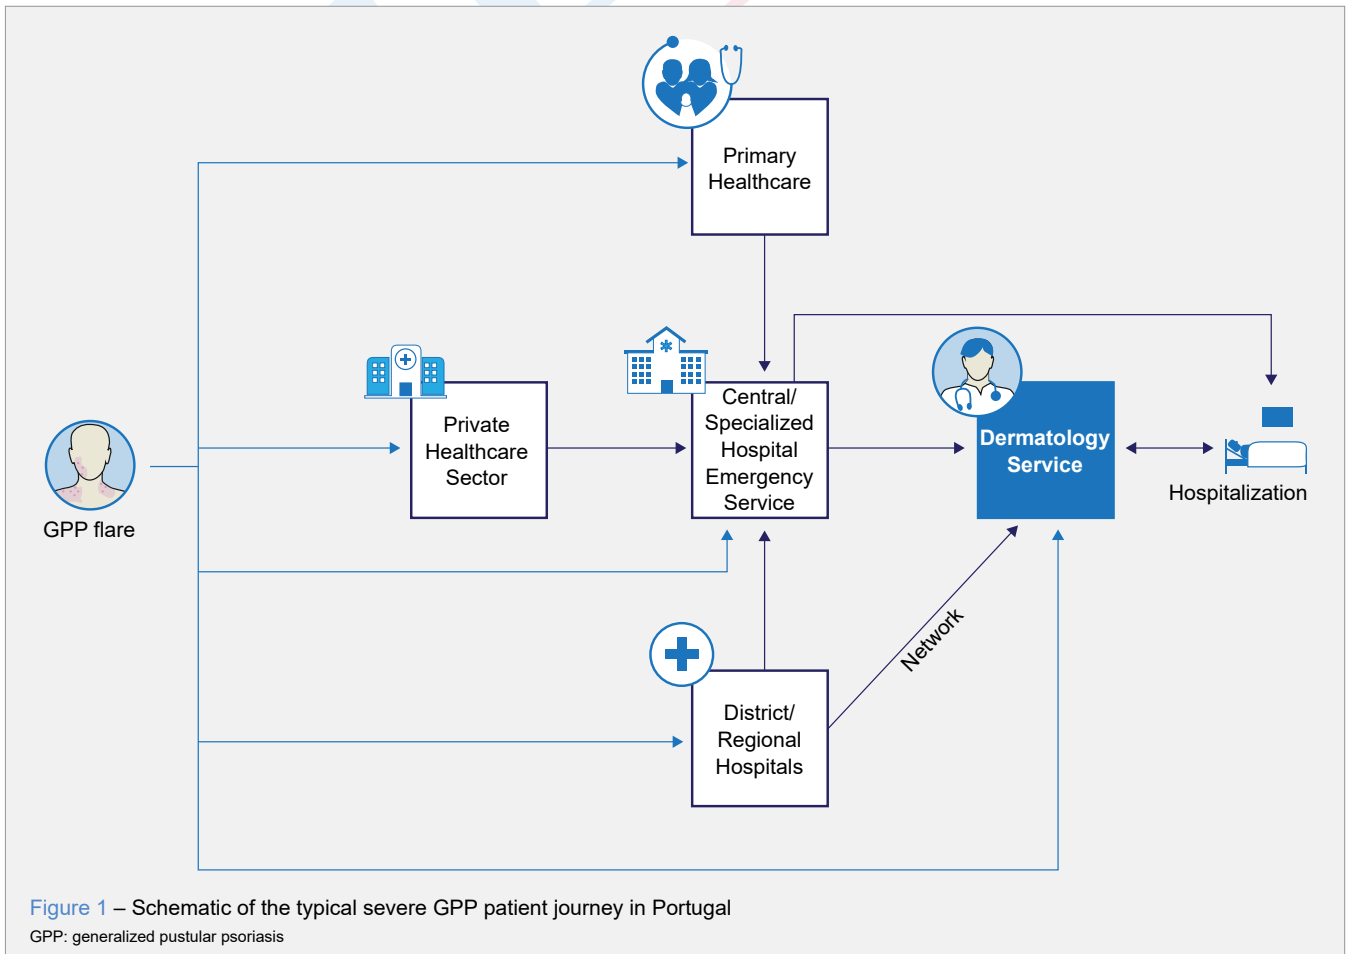 Primary
Healthcare
Private
Healthcare
Sector
Central/
Specialized
Hospital
Emergency
Service
Dermatology
Service
Hospitalization
GPP flare
Network
District/
Regional
Hospitals
Figure 1 – Schematic of the typical severe GPP patient journey in Portugal
GPP: generalized pustular psoriasis